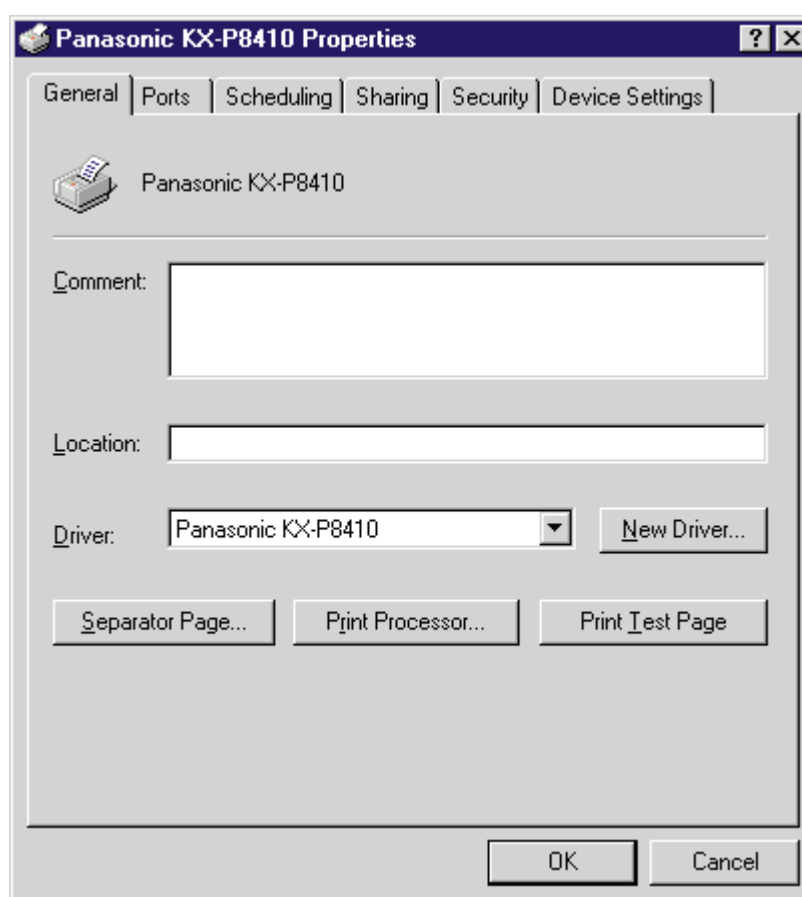 Panasonic KX-P8410 Properties
General Ports Scheduling Sharing Security Device Settings
Panasonic KX-P8410
Comment:
Location:
Driver: Panasonic KX-P8410 New Driver...
Separator Page... Print Processor... Print Test Page
OK Cancel